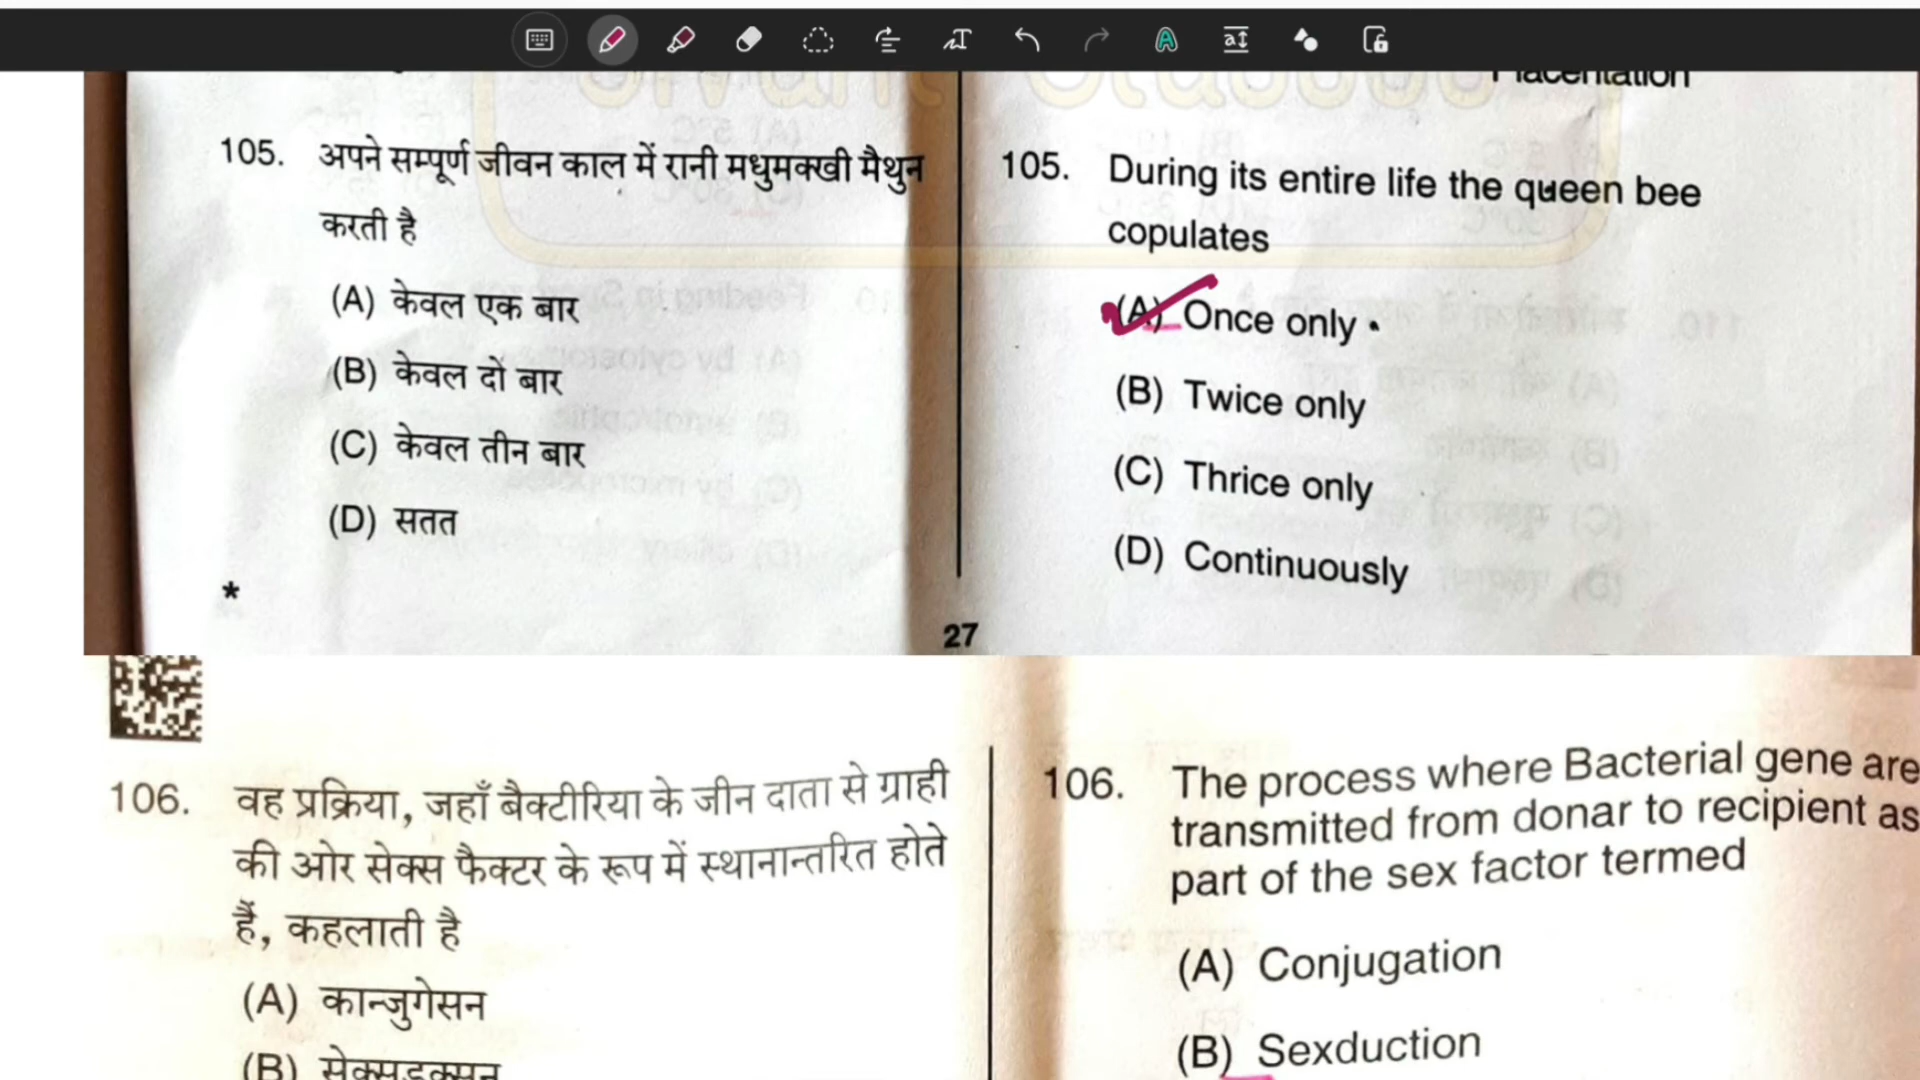 Placentation
105. अपने सम्पूर्ण जीवन काल में रानी मधुमक्खी मैथुन
करती है
(A) केवल एक बार
(B) केवल दो बार
(C) केवल तीन बार
(D) सतत
*
105. During its entire life the queen bee
copulates
(A) Once only
(B) Twice only
(C) Thrice only
(D) Continuously
27
106. वह प्रक्रिया, जहाँ बैक्टीरिया के जीन दाता से ग्राही
की ओर सेक्स फैक्टर के रूप में स्थानान्तरित होते
हैं, कहलाती है
(A) कान्जुगेसन
(B) सेक्सडक्सन
106. The process where Bacterial gene are
transmitted from donar to recipient as
part of the sex factor termed
(A) Conjugation
(B) Sexduction